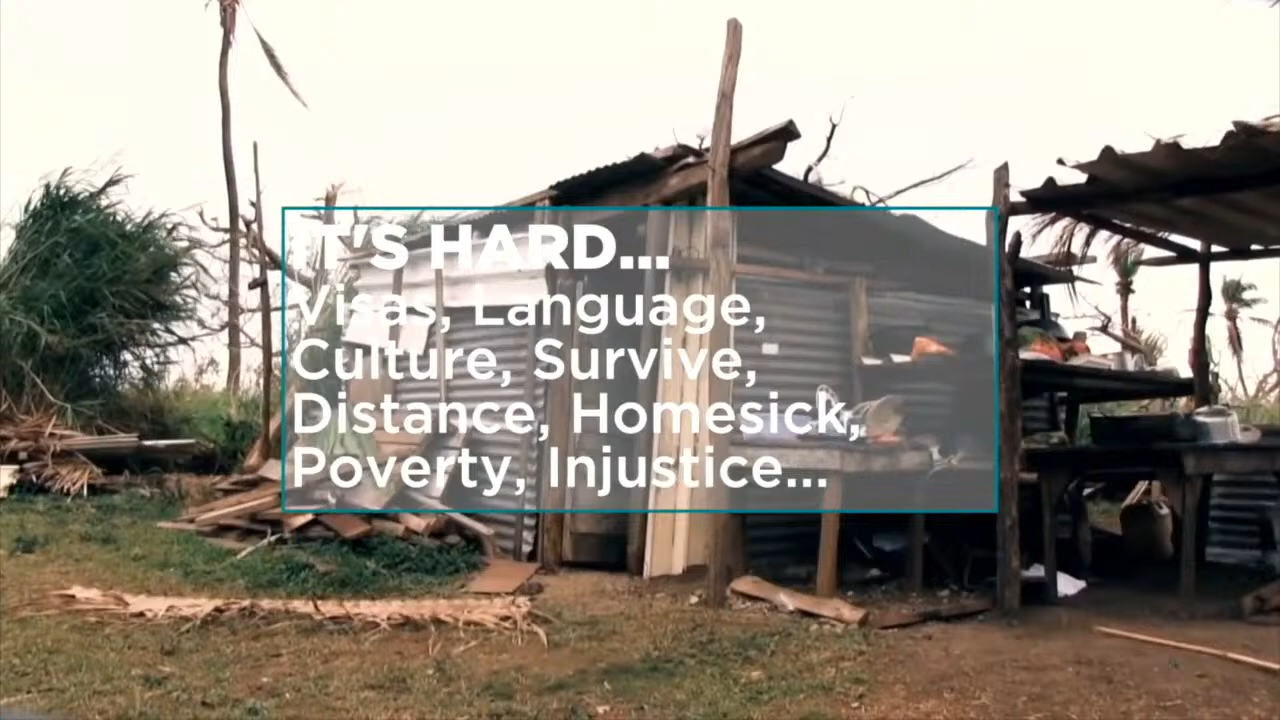 IT'S HARD...
Visas, Language,
Culture, Survive,
Distance, Homesick,
Poverty, Injustice...